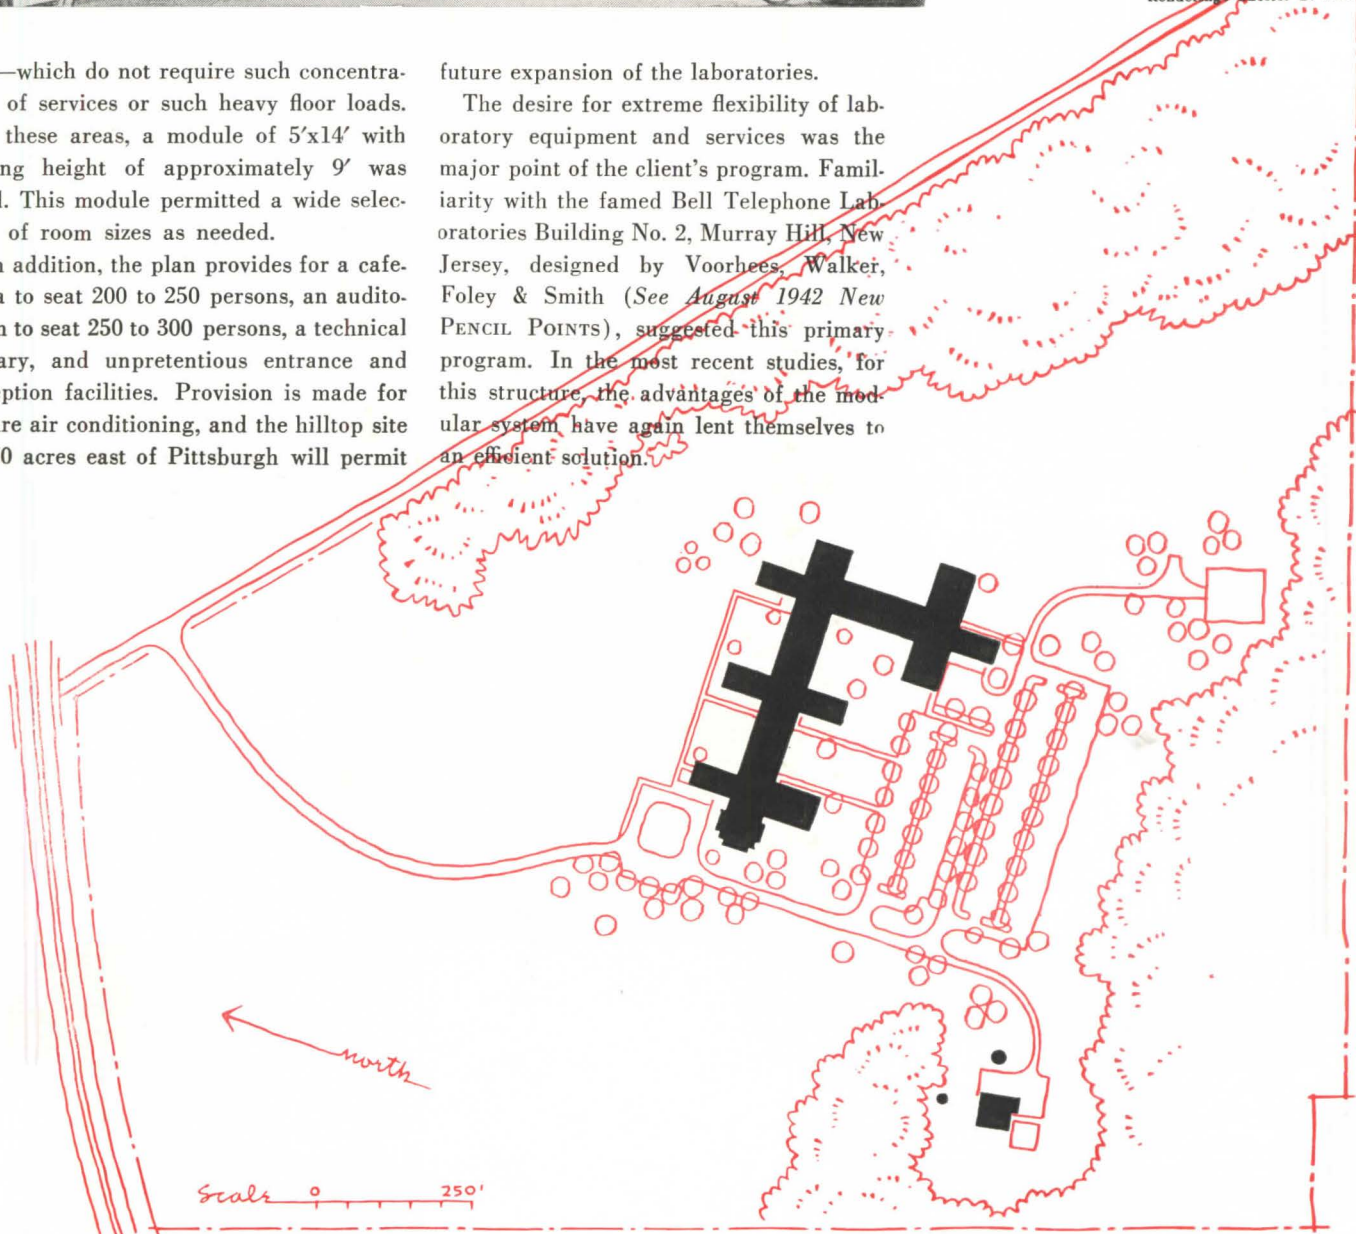 —which do not require such concentra-
of services or such heavy floor loads.
these areas, a module of 5′x14′ with
ng height of approximately 9′ was
This module permitted a wide selec-
of room sizes as needed.
addition, the plan provides for a cafe-
to seat 200 to 250 persons, an audito-
to seat 250 to 300 persons, a technical
ary, and unpretentious entrance and
ption facilities. Provision is made for
re air conditioning, and the hilltop site
0 acres east of Pittsburgh will permit
future expansion of the laboratories.
The desire for extreme flexibility of lab-
oratory equipment and services was the
major point of the client's program. Famil-
iarity with the famed Bell Telephone Lab-
oratories Building No. 2, Murray Hill, New
Jersey, designed by Voorhees, Walker,
Foley & Smith (See August 1942 New
PENCIL POINTS), suggested this primary
program. In the most recent studies, for
this structure, the advantages of the mod-
ular system have again lent themselves to
an efficient solution.
north
Scale 0 250'